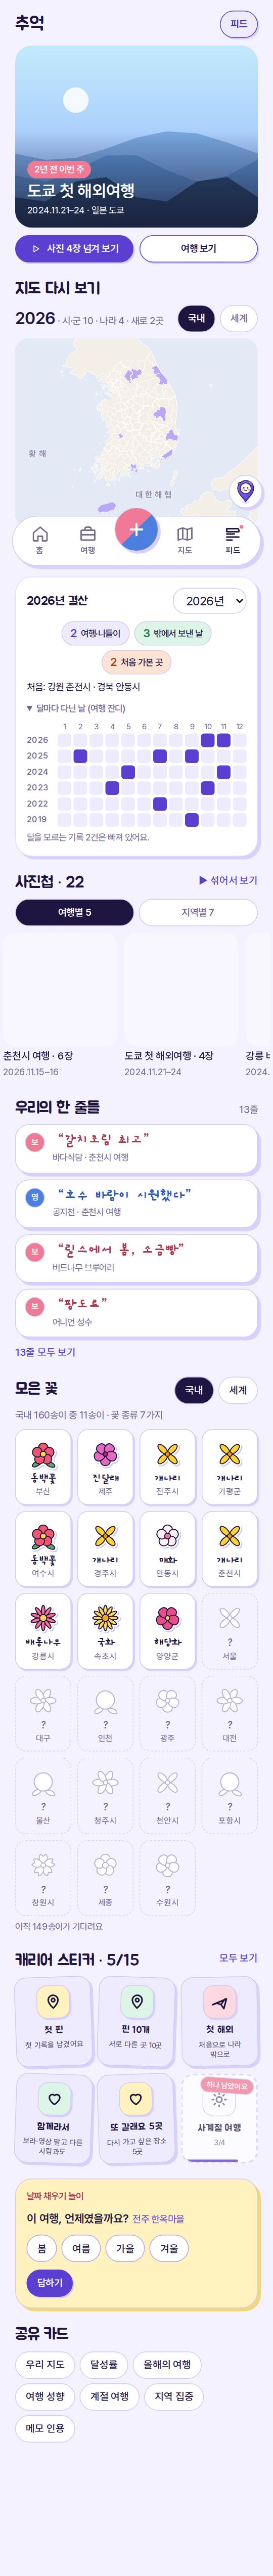 추억
피드
2년 전 이번 주
도쿄 첫 해외여행
2024.11.21–24 · 일본 도쿄
▷ 사진 4장 넘겨 보기
여행 보기
지도 다시 보기
2026 · 시·군 10 · 나라 4 · 새로 2곳
국내
세계
황 해
대 한 해 협
홈
여행
지도
피드
2026년 결산
2026년
2 여행·나들이
3 밖에서 보낸 날
2 처음 가본 곳
처음: 강원 춘천시 · 경북 안동시
▼ 달마다 다닌 날 (여행 잔디)
1 2 3 4 5 6 7 8 9 10 11 12
2026
2025
2024
2023
2022
2019
달을 모르는 기록 2건은 빠져 있어요.
사진첩 · 22
▶ 섞어서 보기
여행별 5
지역별 7
춘천시 여행 · 6장
2026.11.15–16
도쿄 첫 해외여행 · 4장
2024.11.21–24
강릉
2024.
우리의 한 줄들
13줄
보
“갈치조림 최고”
바다식당 · 춘천시 여행
영
“호수 바람이 시원했다”
공지천 · 춘천시 여행
보
“릴스에서 봄, 소금빵”
버드나무 브루어리
보
“팡도르”
어니언 성수
13줄 모두 보기
모은 꽃
국내
세계
국내 160송이 중 11송이 · 꽃 종류 7가지
동백꽃
부산
진달래
제주
개나리
전주시
개나리
가평군
동백꽃
여수시
개나리
경주시
매화
안동시
개나리
춘천시
배롱나무
강릉시
국화
속초시
해당화
양양군
?
서울
?
대구
?
인천
?
광주
?
대전
?
울산
?
청주시
?
천안시
?
포항시
?
창원시
?
세종
?
수원시
아직 149송이가 기다려요
캐리어 스티커 · 5/15
모두 보기
첫 핀
첫 기록을 남겼어요
핀 10개
서로 다른 곳 10곳
첫 해외
처음으로 나라
밖으로
함께라서
보라·영상 말고 다른
사람과도
또 갈래요 5곳
다시 가고 싶은 장소
5곳
하나 남았어요
사계절 여행
3/4
날짜 채우기 놀이
이 여행, 언제였을까요? 전주 한옥마을
봄
여름
가을
겨울
답하기
공유 카드
우리 지도
달성률
올해의 여행
여행 성향
계절 여행
지역 집중
메모 인용